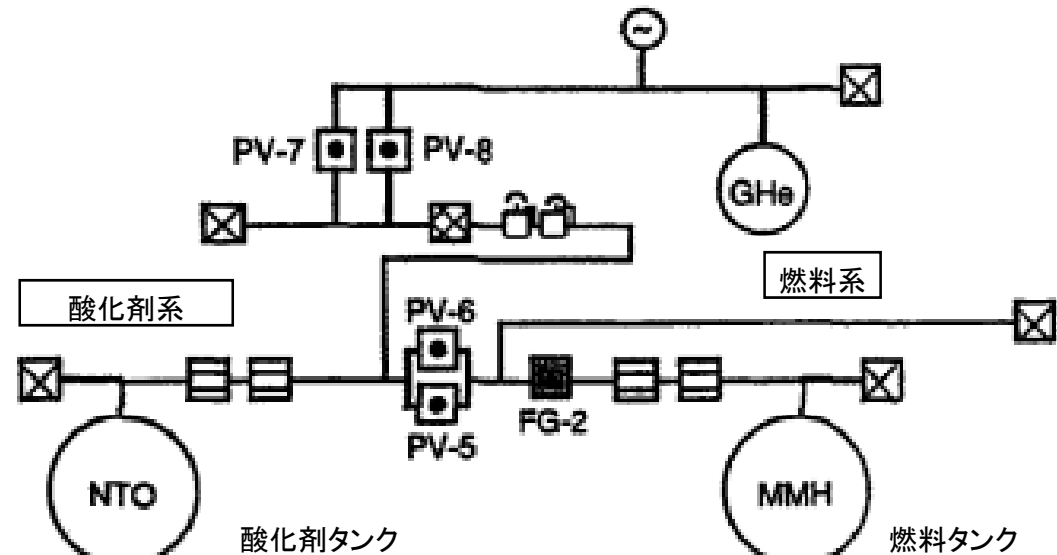 ~
PV-7
PV-8
GHe
酸化剤系
燃料系
PV-6
PV-5
FG-2
NTO
MMH
酸化剤タンク
燃料タンク